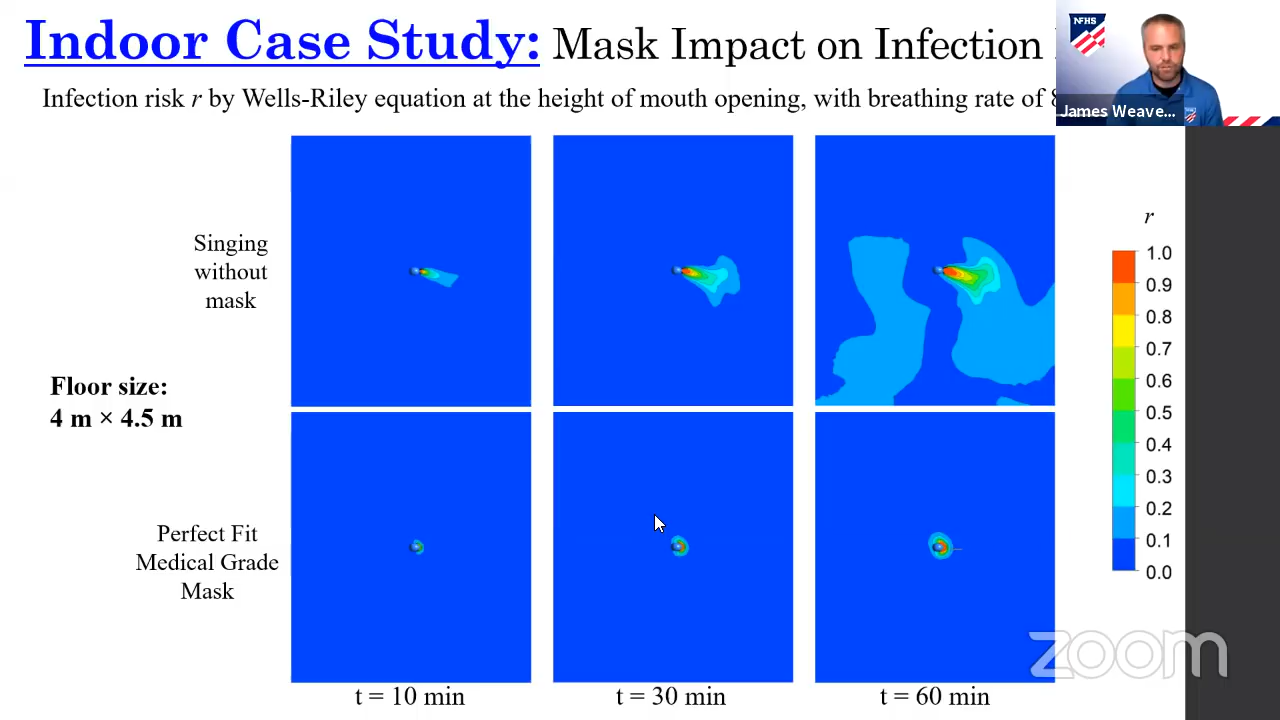 Indoor Case Study: Mask Impact on Infection
NFHS
Infection risk r by Wells-Riley equation at the height of mouth opening, with breathing rate of
James Weave...
Singing
without
mask
Floor size:
4 m × 4.5 m
Perfect Fit
Medical Grade
Mask
r
1.0
0.9
0.8
0.7
0.6
0.5
0.4
0.3
0.2
0.1
0.0
zoom
t = 10 min
t = 30 min
t = 60 min